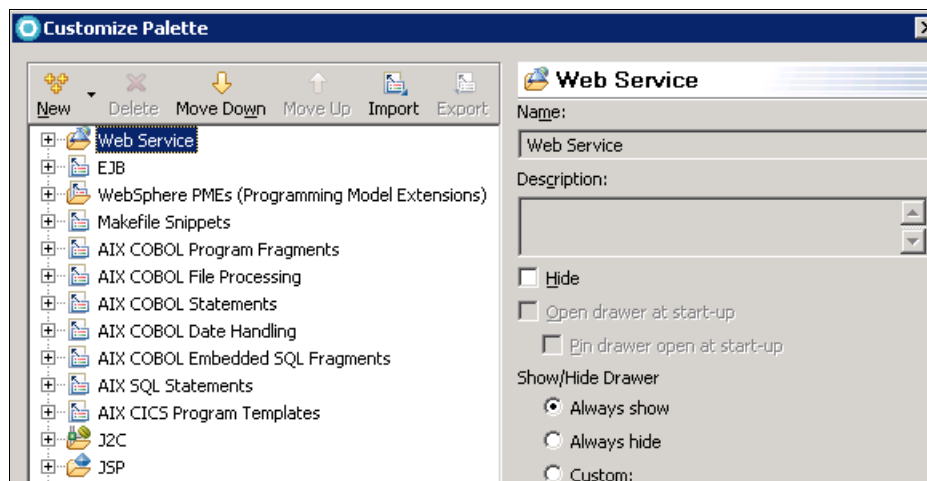 Customize Palette
New Delete Move Down Move Up Import Export
Web Service
EJB
WebSphere PMEs (Programming Model Extensions)
Makefile Snippets
AIX COBOL Program Fragments
AIX COBOL File Processing
AIX COBOL Statements
AIX COBOL Date Handling
AIX COBOL Embedded SQL Fragments
AIX SQL Statements
AIX CICS Program Templates
J2C
JSP
Web Service
Name:
Web Service
Description:
Hide
Open drawer at start-up
Pin drawer open at start-up
Show/Hide Drawer
Always show
Always hide
Custom: